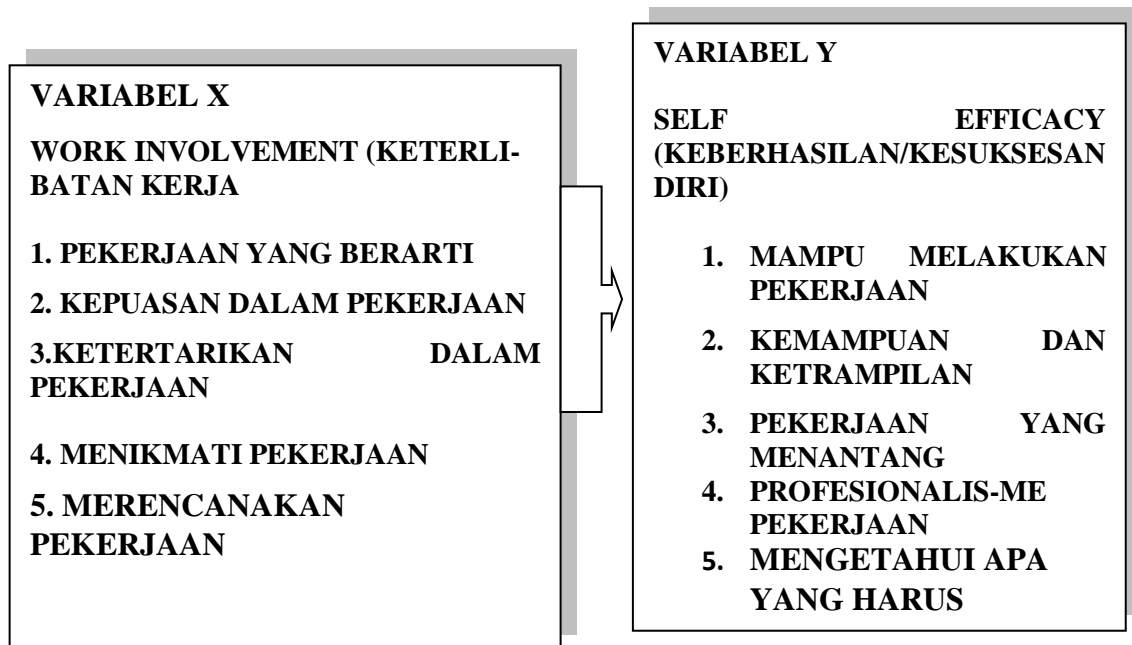 VARIABEL X
WORK INVOLVEMENT (KETERLI-
BATAN KERJA
1. PEKERJAAN YANG BERARTI
2. KEPUASAN DALAM PEKERJAAN
3.KETERTARIKAN DALAM
PEKERJAAN
4. MENIKMATI PEKERJAAN
5. MERENCANAKAN
PEKERJAAN
VARIABEL Y
SELF EFFICACY
(KEBERHASILAN/KESUKSESAN
DIRI)
1. MAMPU MELAKUKAN
PEKERJAAN
2. KEMAMPUAN DAN
KETRAMPILAN
3. PEKERJAAN YANG
MENANTANG
4. PROFESIONALIS-ME
PEKERJAAN
5. MENGETAHUI APA
YANG HARUS